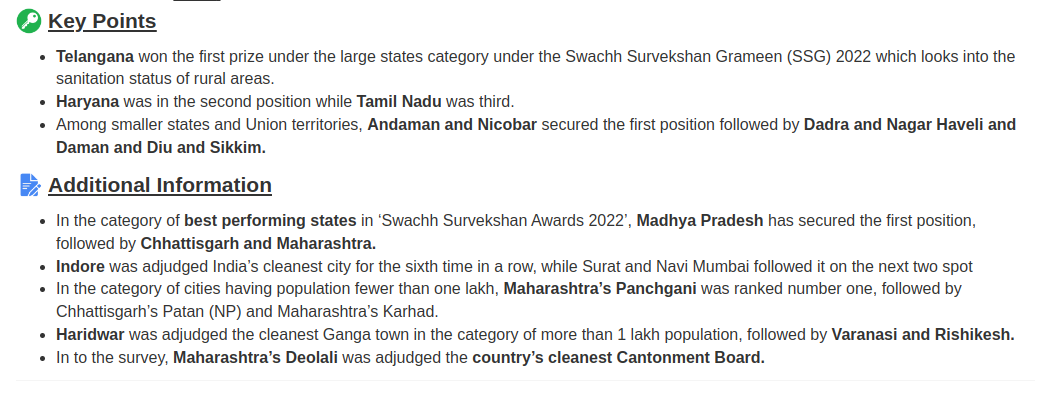 Key Points
Telangana won the first prize under the large states category under the Swachh Survekshan Grameen (SSG) 2022 which looks into the
sanitation status of rural areas.
Haryana was in the second position while Tamil Nadu was third.
Among smaller states and Union territories, Andaman and Nicobar secured the first position followed by Dadra and Nagar Haveli and
Daman and Diu and Sikkim.
Additional Information
In the category of best performing states in ‘Swachh Survekshan Awards 2022’, Madhya Pradesh has secured the first position,
followed by Chhattisgarh and Maharashtra.
Indore was adjudged India’s cleanest city for the sixth time in a row, while Surat and Navi Mumbai followed it on the next two spot
In the category of cities having population fewer than one lakh, Maharashtra’s Panchgani was ranked number one, followed by
Chhattisgarh’s Patan (NP) and Maharashtra’s Karhad.
Haridwar was adjudged the cleanest Ganga town in the category of more than 1 lakh population, followed by Varanasi and Rishikesh.
In to the survey, Maharashtra’s Deolali was adjudged the country’s cleanest Cantonment Board.